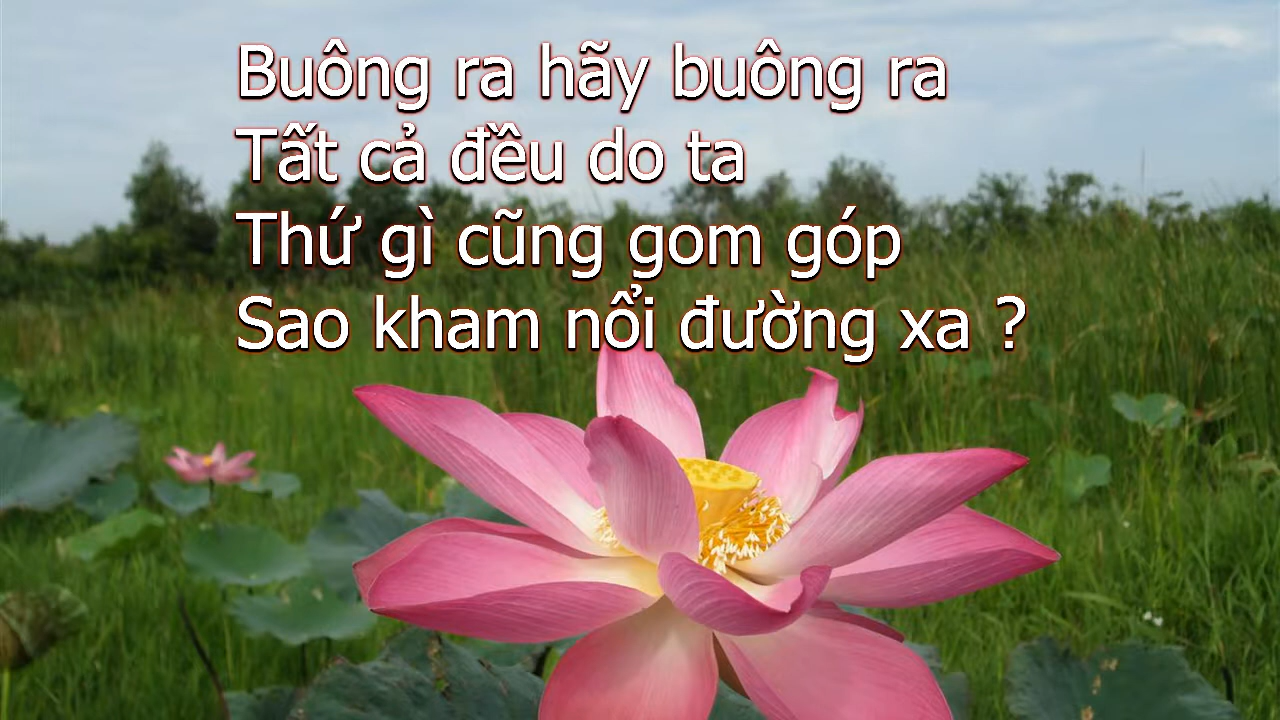 Buông ra hãy buông ra
Tất cả đều do ta
Thứ gì cũng gom góp
Sao kham nổi đường xa ?